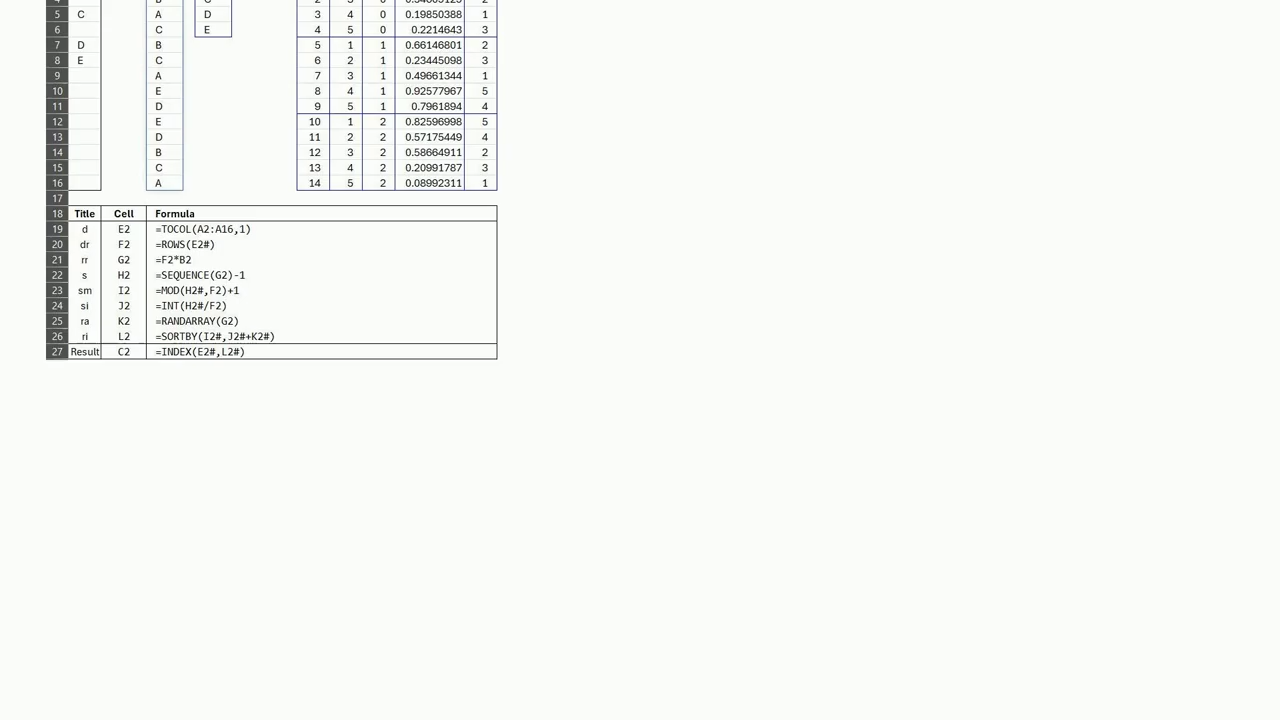 5 C A D 3 4 0 0.19850388 1
6 C E 4 5 0 0.2214643 3
7 D B 5 1 1 0.66146801 2
8 E C 6 2 1 0.23445098 3
9 A 7 3 1 0.49661344 1
10 E 8 4 1 0.92577967 5
11 D 9 5 1 0.7961894 4
12 E 10 1 2 0.82596998 5
13 D 11 2 2 0.57175449 4
14 B 12 3 2 0.58664911 2
15 C 13 4 2 0.20991787 3
16 A 14 5 2 0.08992311 1
17
18 Title Cell Formula
19 d E2 =TOCOL(A2:A16,1)
20 dr F2 =ROWS(E2#)
21 rr G2 =F2*B2
22 s H2 =SEQUENCE(G2)-1
23 sm I2 =MOD(H2#,F2)+1
24 si J2 =INT(H2#/F2)
25 ra K2 =RANDARRAY(G2)
26 ri L2 =SORTBY(I2#,J2#+K2#)
27 Result C2 =INDEX(E2#,L2#)